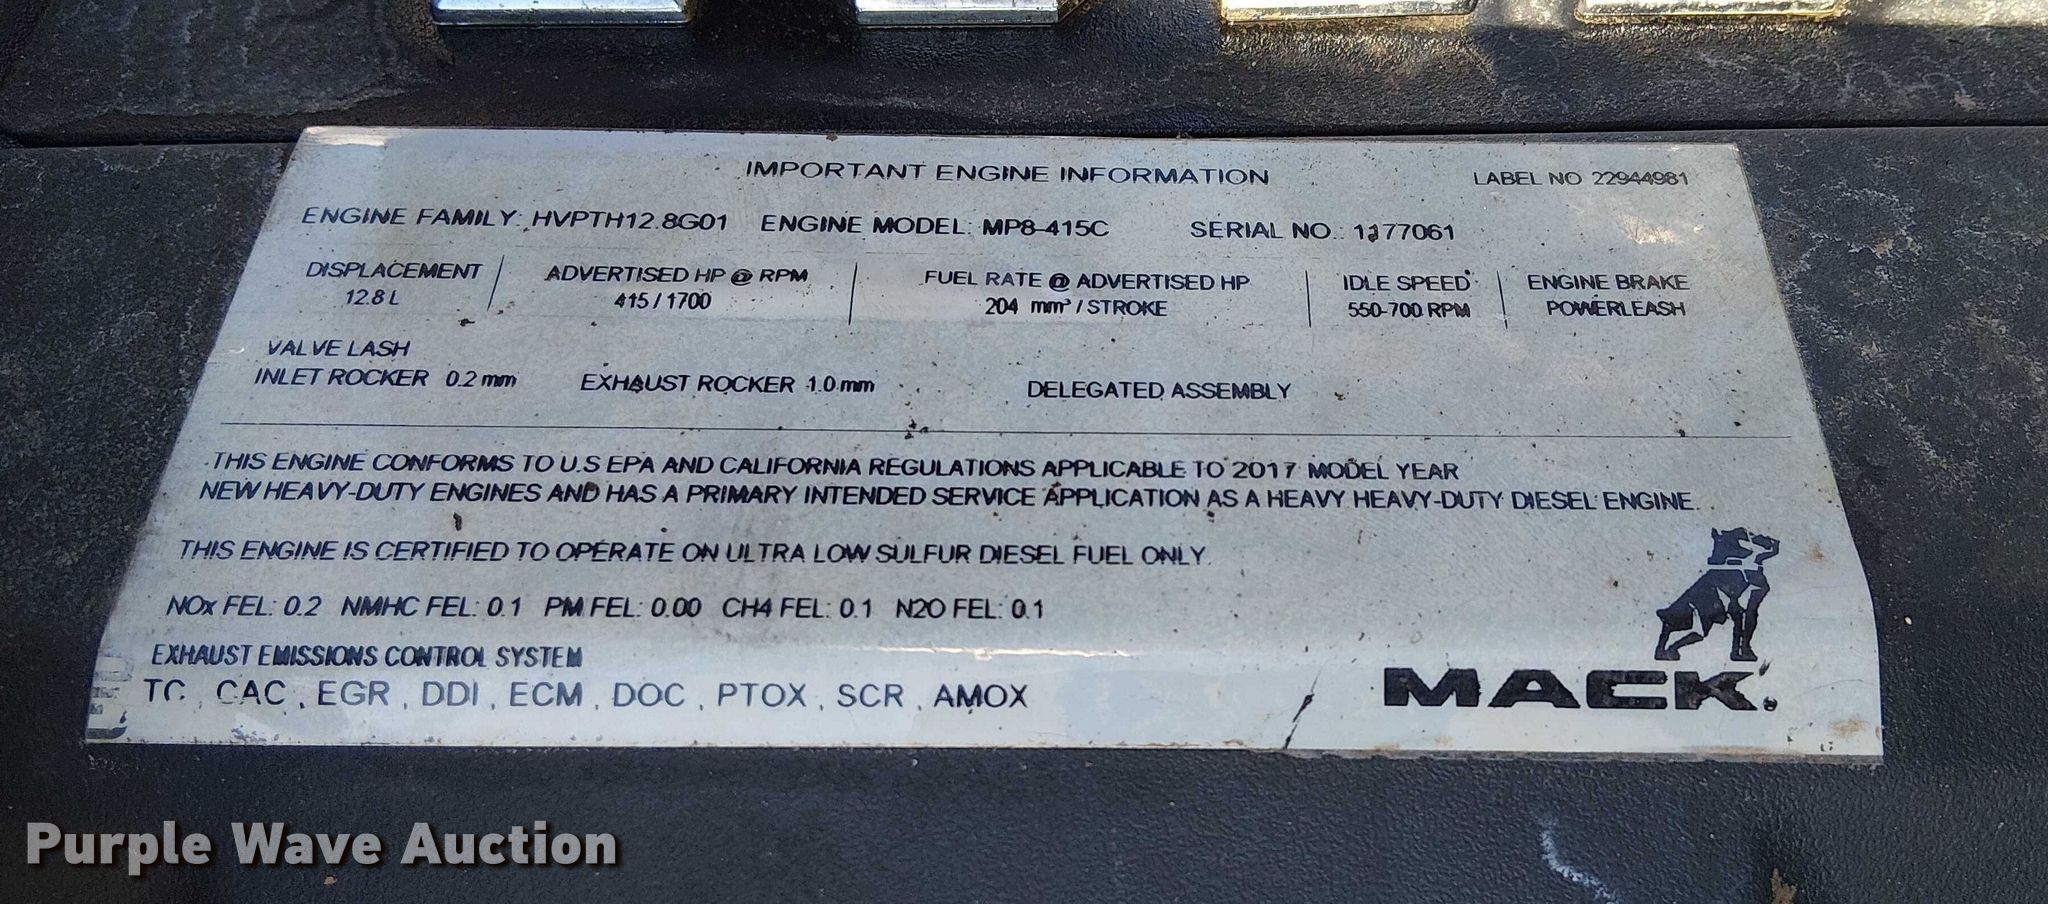 IMPORTANT ENGINE INFORMATION LABEL NO 22944981
ENGINE FAMILY: HVPTH12.8G01 ENGINE MODEL: MP8-415C SERIAL NO.: 1177061
DISPLACEMENT ADVERTISED HP @ RPM FUEL RATE @ ADVERTISED HP IDLE SPEED ENGINE BRAKE
12.8 L 415 / 1700 204 mm³ / STROKE 550-700 RPM POWERLEASH
VALVE LASH
INLET ROCKER 0.2 mm EXHAUST ROCKER 1.0 mm DELEGATED ASSEMBLY
THIS ENGINE CONFORMS TO U.S EPA AND CALIFORNIA REGULATIONS APPLICABLE TO 2017 MODEL YEAR
NEW HEAVY-DUTY ENGINES AND HAS A PRIMARY INTENDED SERVICE APPLICATION AS A HEAVY HEAVY-DUTY DIESEL ENGINE.
THIS ENGINE IS CERTIFIED TO OPERATE ON ULTRA LOW SULFUR DIESEL FUEL ONLY.
NOx FEL: 0.2 NMHC FEL: 0.1 PM FEL: 0.00 CH4 FEL: 0.1 N2O FEL: 0.1
EXHAUST EMISSIONS CONTROL SYSTEM
TC , CAC , EGR , DDI , ECM , DOC , PTOX , SCR , AMOX
MACK.
Purple Wave Auction